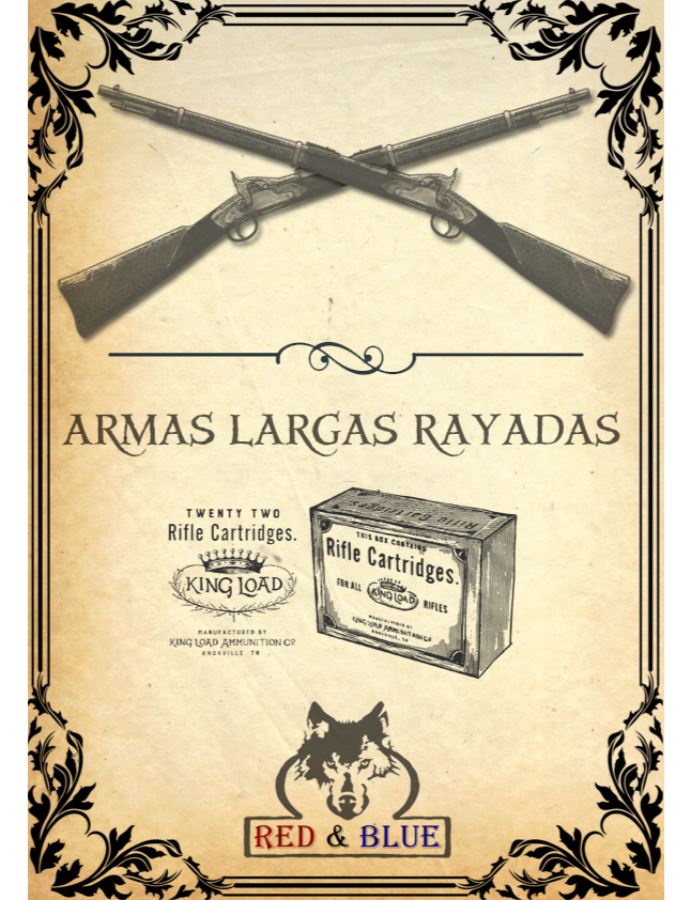 ARMAS LARGAS RAYADAS
TWENTY TWO
Rifle Cartridges.
KING LOAD
MANUFACTURED BY
KING LOAD AMMUNITION CO
KNOXVILLE TN
Rifle Cartridges.
THIS BOX CONTAINS
Rifle Cartridges.
FOR ALL KING LOAD RIFLES
MANUFACTURED BY
KING LOAD AMMUNITION CO
KNOXVILLE, TN
RED & BLUE